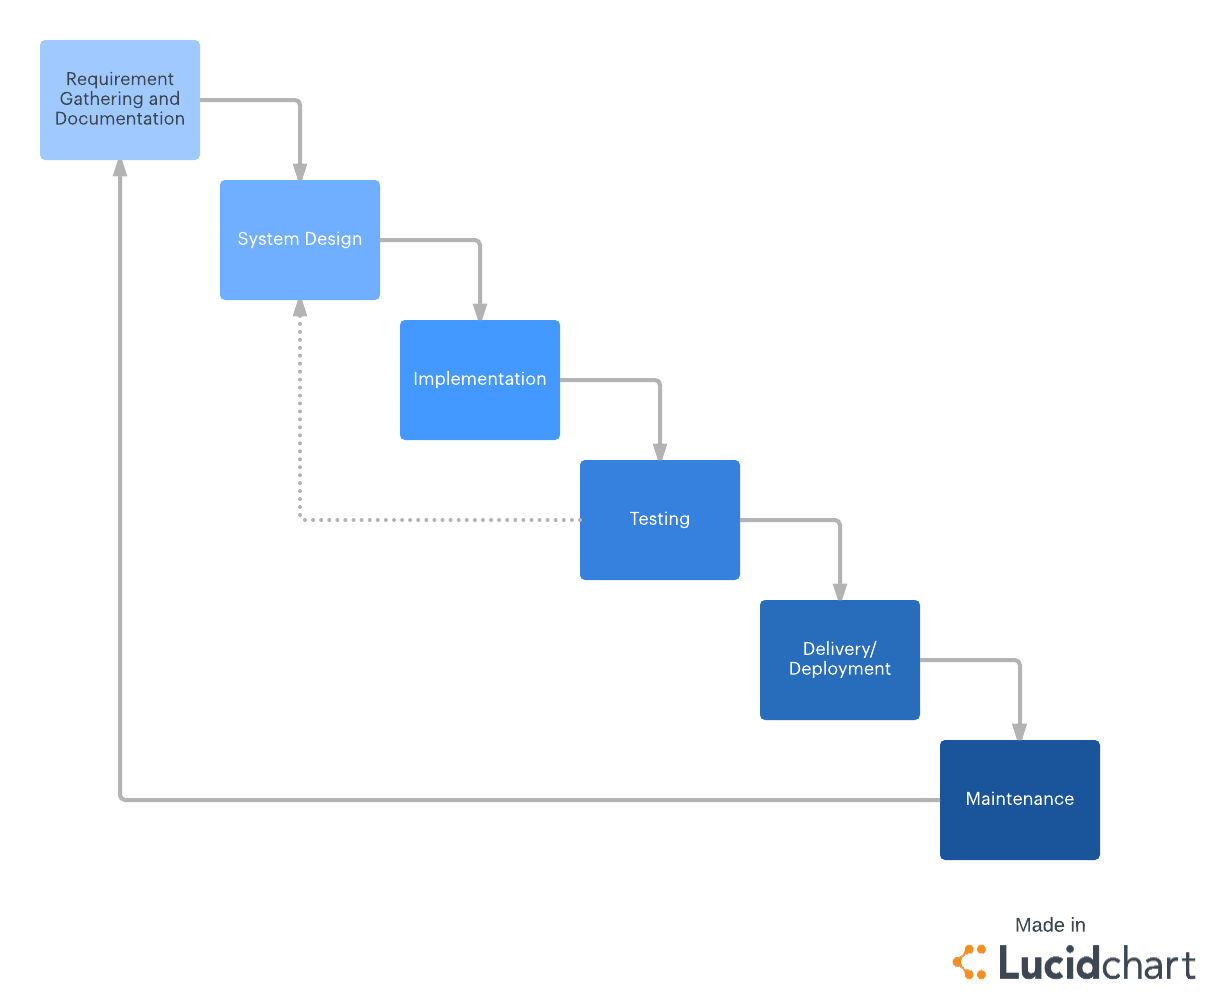 Requirement
Gathering and
Documentation
System Design
Implementation
Testing
Delivery/
Deployment
Maintenance
Made in
Lucidchart